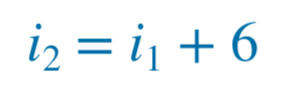 i₂ = i₁ + 6